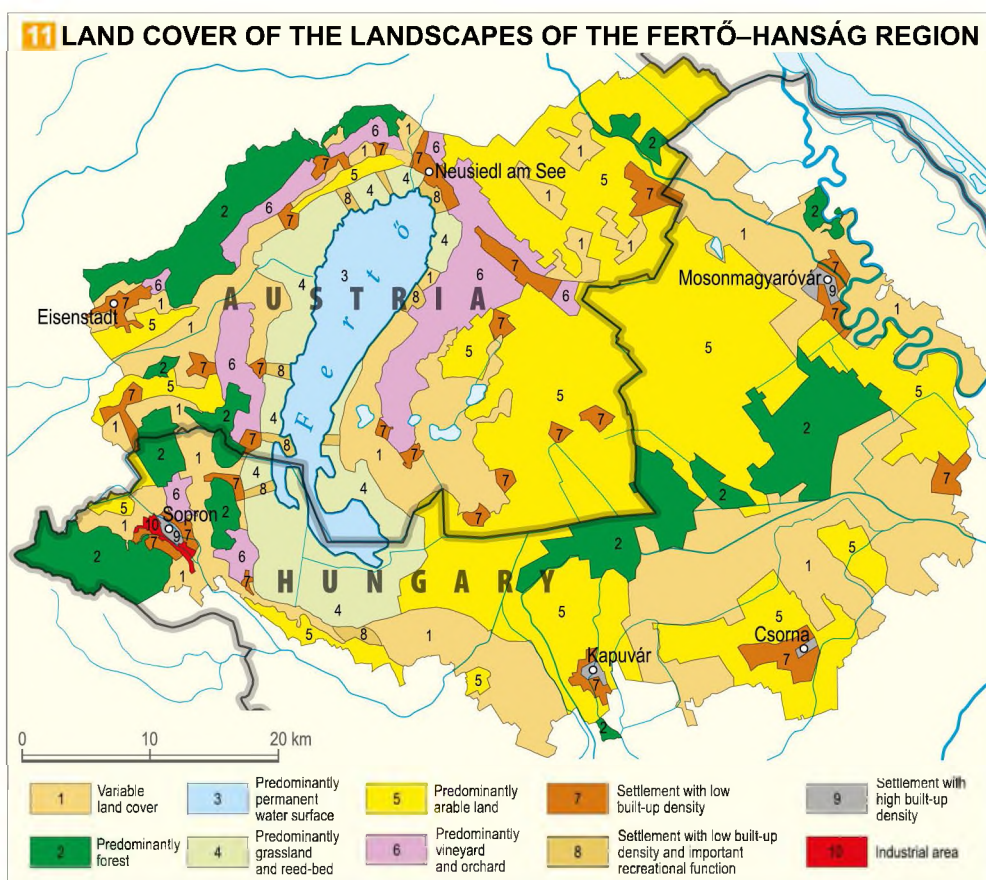 11 LAND COVER OF THE LANDSCAPES OF THE FERTŐ–HANSÁG REGION
Neusiedl am See
Mosonmagyaróvár
Eisenstadt
AUSTRIA
Fertő
Sopron
HUNGARY
Kapuvár
Csorna
0 10 20 km
1 Variable
land cover
2 Predominantly
forest
3 Predominantly
permanent
water surface
4 Predominantly
grassland
and reed-bed
5 Predominantly
arable land
6 Predominantly
vineyard
and orchard
7 Settlement with low
built-up density
8 Settlement with low built-up
density and important
recreational function
9 Settlement with
high built-up
density
10 Industrial area